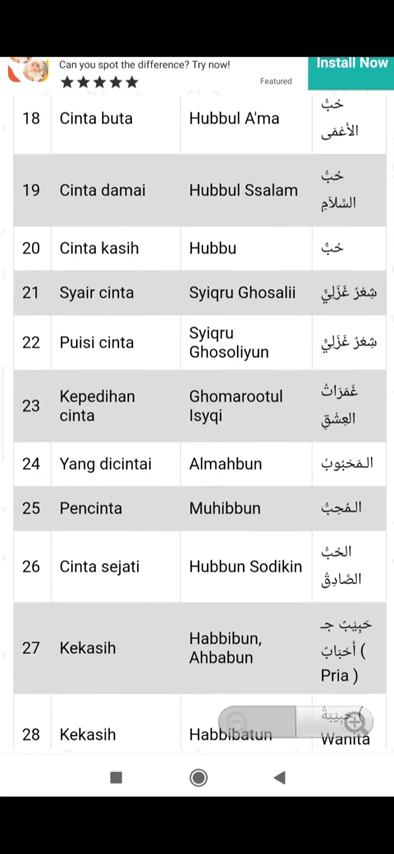 Can you spot the difference? Try now!
Install Now
★★★★★
Featured
18 Cinta buta Hubbul A'ma حُبُّ
الأَعْمَى
19 Cinta damai Hubbul Ssalam حُبُّ
السَّلاَمِ
20 Cinta kasih Hubbu حُبٌّ
21 Syair cinta Syiqru Ghosalii شِعْرٌ غَزَلِيٌّ
22 Puisi cinta Syiqru
Ghosoliyun شِعْرٌ غَزَلِيٌّ
23 Kepedihan
cinta Ghomarootul
Isyqi غَمَرَاتُ
العِشْقِ
24 Yang dicintai Almahbun المَحْبُوبُ
25 Pencinta Muhibbun المُحِبُّ
26 Cinta sejati Hubbun Sodikin الحُبُّ
الصَّادِقُ
27 Kekasih Habbibun,
Ahbabun حَبِيْبٌ جـ
أَحْبَابٌ (
Pria )
28 Kekasih Habbibatun حَبِيْبَةٌ (
Wanita